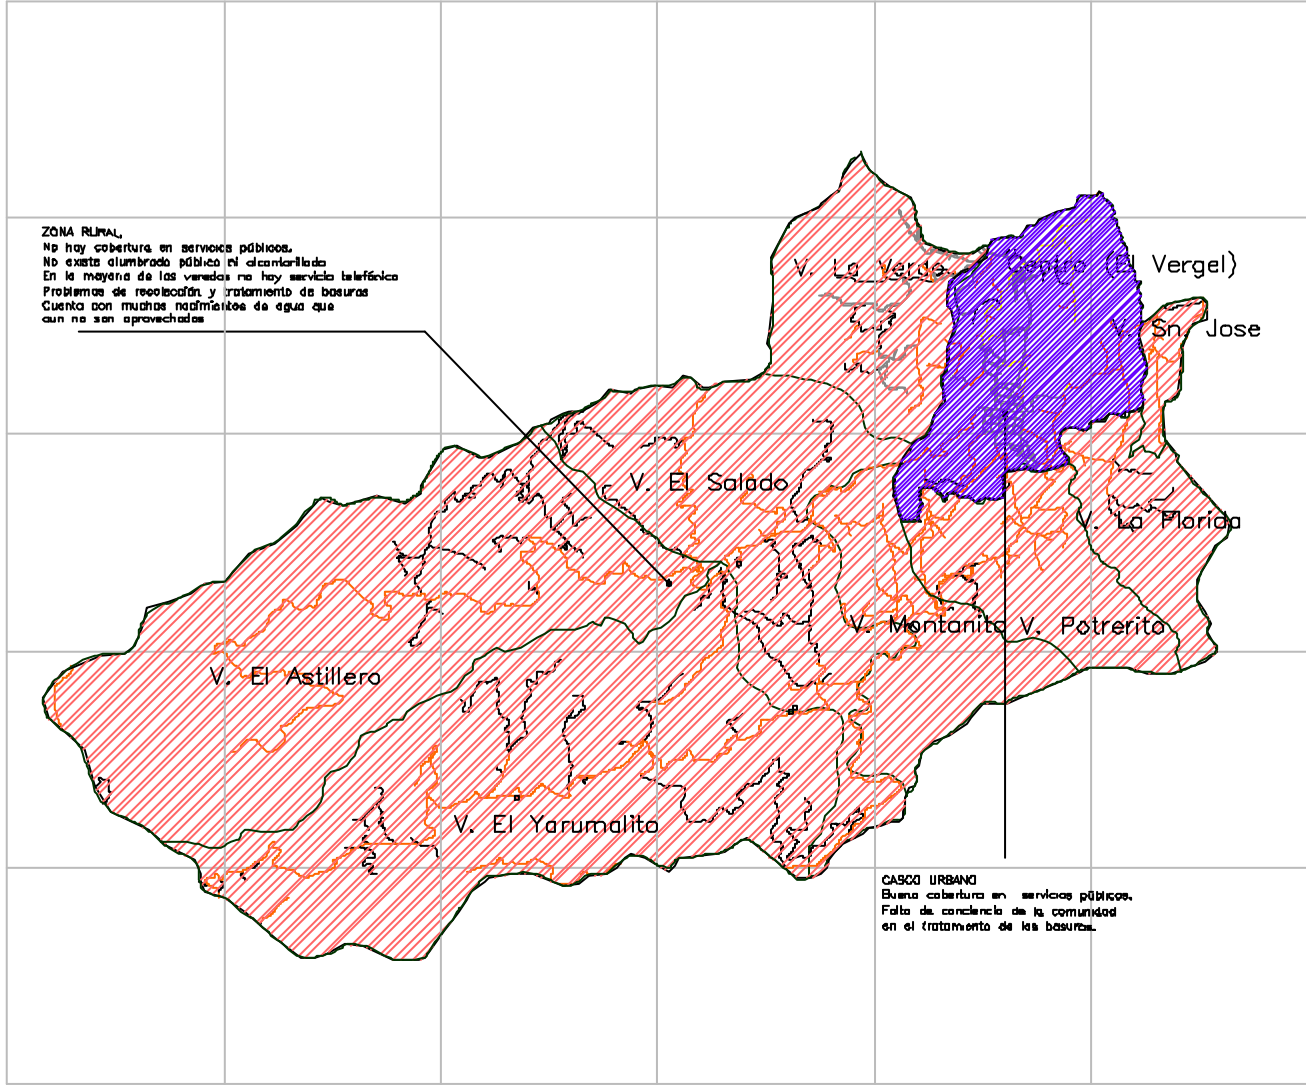 ZONA RURAL
No hay cobertura en servicios públicos.
No existe alumbrado público ni alcantarillado
En la mayoria de las veredas no hay servicio telefónico
Problemas de recolección y tratamiento de basuras
Cuenta con muchos nacimientos de agua que
aun no son aprovechados
V. La Verde
Centro (El Vergel)
V. Sn. Jose
V. El Salado
V. La Florida
V. Montanita
V. Potrerito
V. El Astillero
V. El Yarumalito
CASCO URBANO
Buena cobertura en servicios públicos.
Falta de conciencia de la comunidad
en el tratamiento de las basuras.